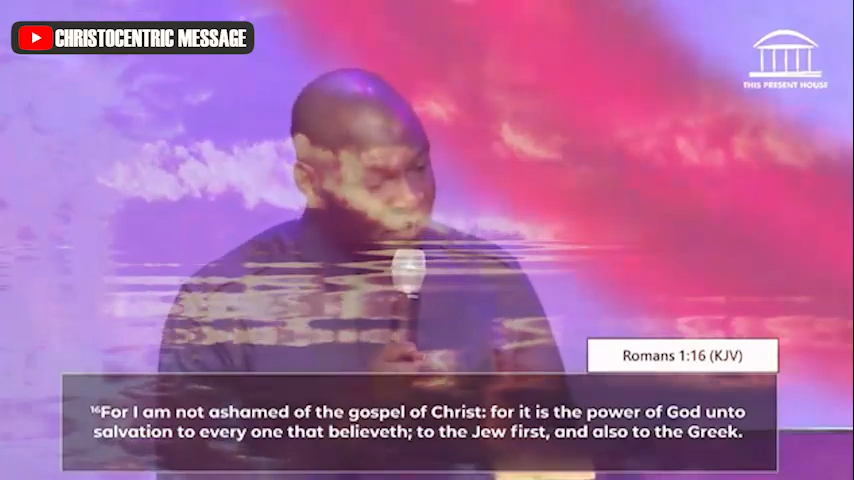 CHRISTOCENTRIC MESSAGE
THIS PRESENT HOUSE
Romans 1:16 (KJV)
¹⁶For I am not ashamed of the gospel of Christ: for it is the power of God unto
salvation to every one that believeth; to the Jew first, and also to the Greek.